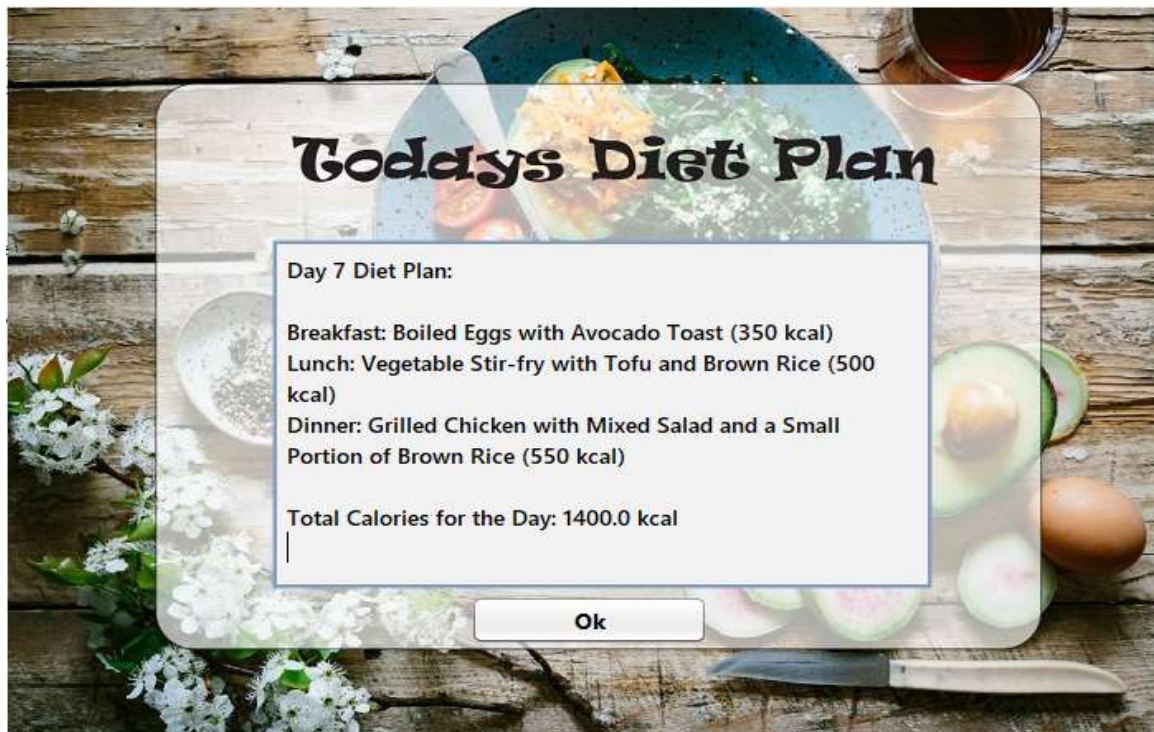 Todays Diet Plan
Day 7 Diet Plan:
Breakfast: Boiled Eggs with Avocado Toast (350 kcal)
Lunch: Vegetable Stir-fry with Tofu and Brown Rice (500
kcal)
Dinner: Grilled Chicken with Mixed Salad and a Small
Portion of Brown Rice (550 kcal)
Total Calories for the Day: 1400.0 kcal
Ok